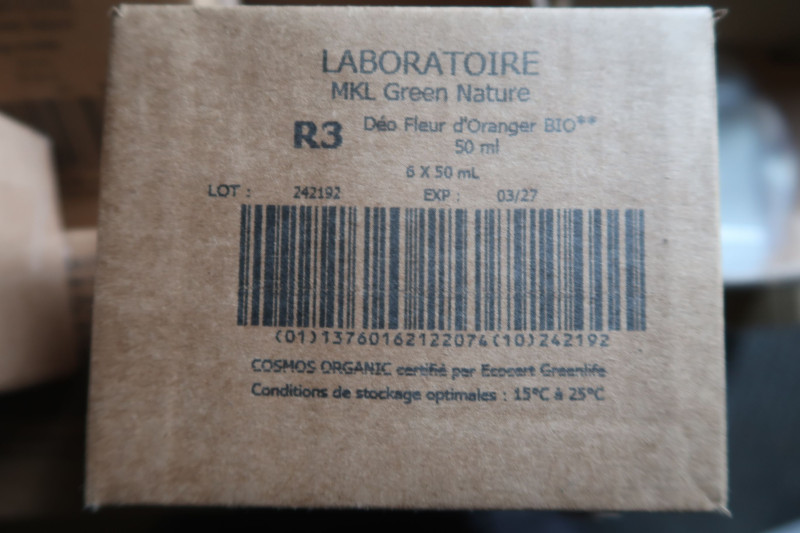 LABORATOIRE
MKL Green Nature
R3 Déo Fleur d'Oranger BIO**
50 ml
6 X 50 mL
LOT : 242192 EXP : 03/27
(01)13760162122074(10)242192
COSMOS ORGANIC certifié par Ecocert Greenlife
Conditions de stockage optimales : 15°C à 25°C